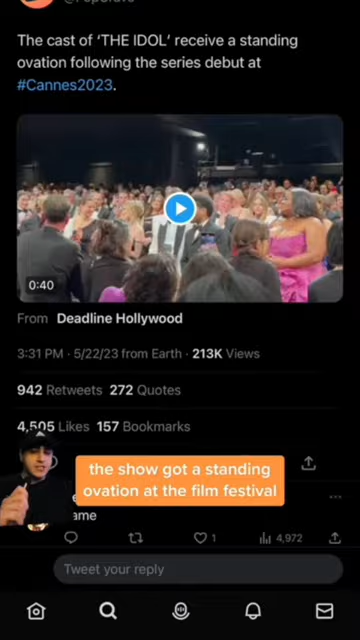 The cast of 'THE IDOL' receive a standing
ovation following the series debut at
#Cannes2023.
0:40
From Deadline Hollywood
3:31 PM · 5/22/23 from Earth · 213K Views
942 Retweets 272 Quotes
4,505 Likes 157 Bookmarks
the show got a standing
ovation at the film festival
ame
1
4,972
Tweet your reply